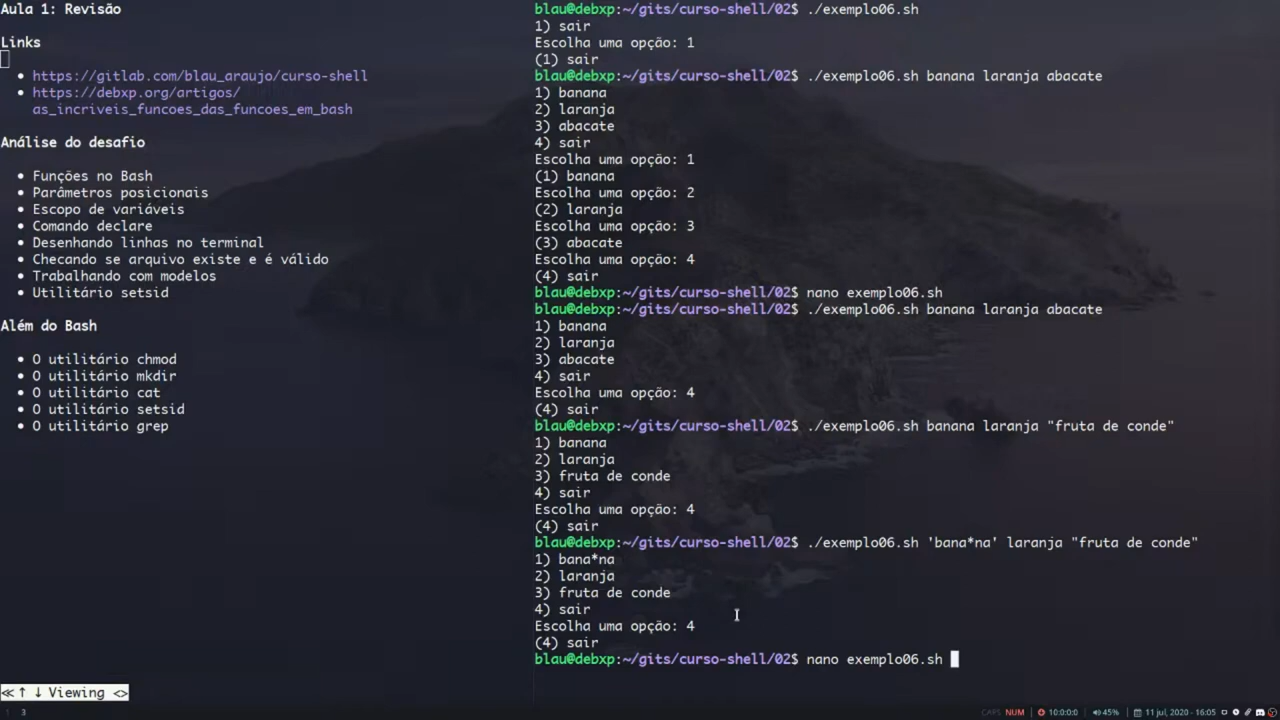 Aula 1: Revisão
Links
• https://gitlab.com/blau_araujo/curso-shell
• https://debxp.org/artigos/
as_incriveis_funcoes_das_funcoes_em_bash
Análise do desafio
• Funções no Bash
• Parâmetros posicionais
• Escopo de variáveis
• Comando declare
• Desenhando linhas no terminal
• Checando se arquivo existe e é válido
• Trabalhando com modelos
• Utilitário setsid
Além do Bash
• O utilitário chmod
• O utilitário mkdir
• O utilitário cat
• O utilitário setsid
• O utilitário grep
≪↑ ↓ Viewing <>
blau@debxp:~/gits/curso-shell/02$ ./exemplo06.sh
1) sair
Escolha uma opção: 1
(1) sair
blau@debxp:~/gits/curso-shell/02$ ./exemplo06.sh banana laranja abacate
1) banana
2) laranja
3) abacate
4) sair
Escolha uma opção: 1
(1) banana
Escolha uma opção: 2
(2) laranja
Escolha uma opção: 3
(3) abacate
Escolha uma opção: 4
(4) sair
blau@debxp:~/gits/curso-shell/02$ nano exemplo06.sh
blau@debxp:~/gits/curso-shell/02$ ./exemplo06.sh banana laranja abacate
1) banana
2) laranja
3) abacate
4) sair
Escolha uma opção: 4
(4) sair
blau@debxp:~/gits/curso-shell/02$ ./exemplo06.sh banana laranja "fruta de conde"
1) banana
2) laranja
3) fruta de conde
4) sair
Escolha uma opção: 4
(4) sair
blau@debxp:~/gits/curso-shell/02$ ./exemplo06.sh 'bana*na' laranja "fruta de conde"
1) bana*na
2) laranja
3) fruta de conde
4) sair
Escolha uma opção: 4
(4) sair
blau@debxp:~/gits/curso-shell/02$ nano exemplo06.sh
1 3 CAPS NUM 10:0:0:0 45% 11 jul, 2020 - 16:05